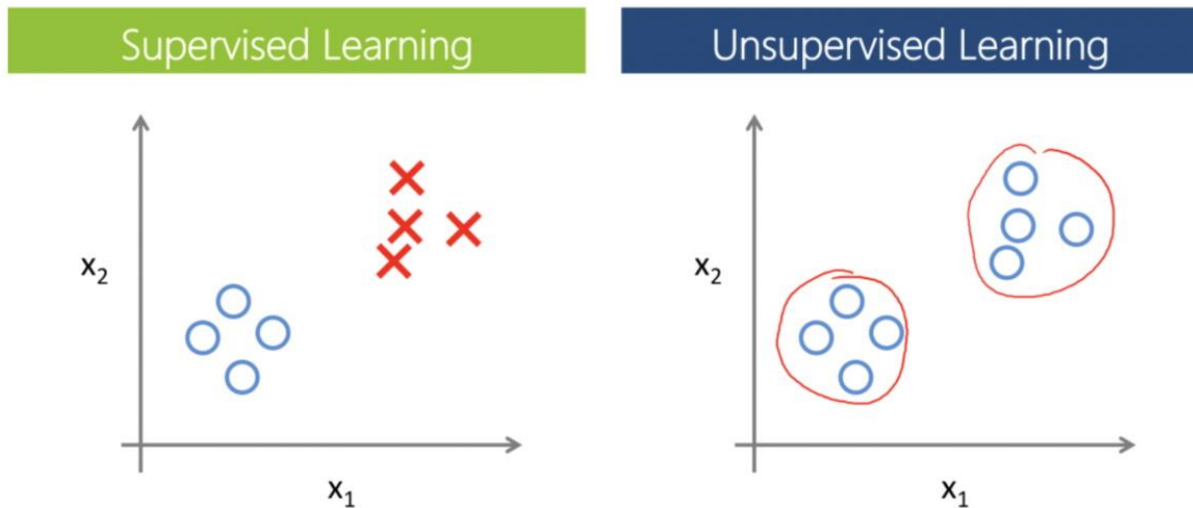 Supervised Learning
Unsupervised Learning
x₂
x₁
x₂
x₁